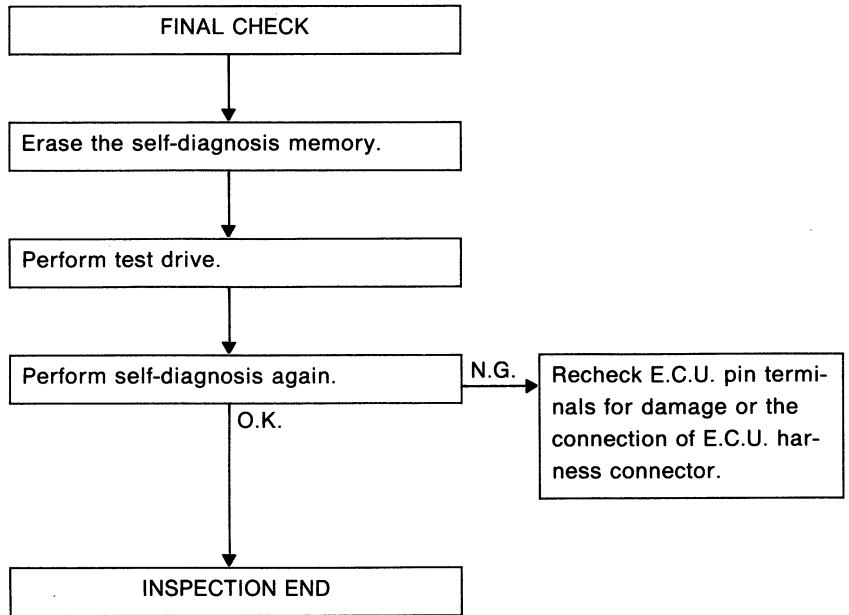 FINAL CHECK
Erase the self-diagnosis memory.
Perform test drive.
Perform self-diagnosis again.
N.G.
Recheck E.C.U. pin termi-
nals for damage or the
connection of E.C.U. har-
ness connector.
O.K.
INSPECTION END